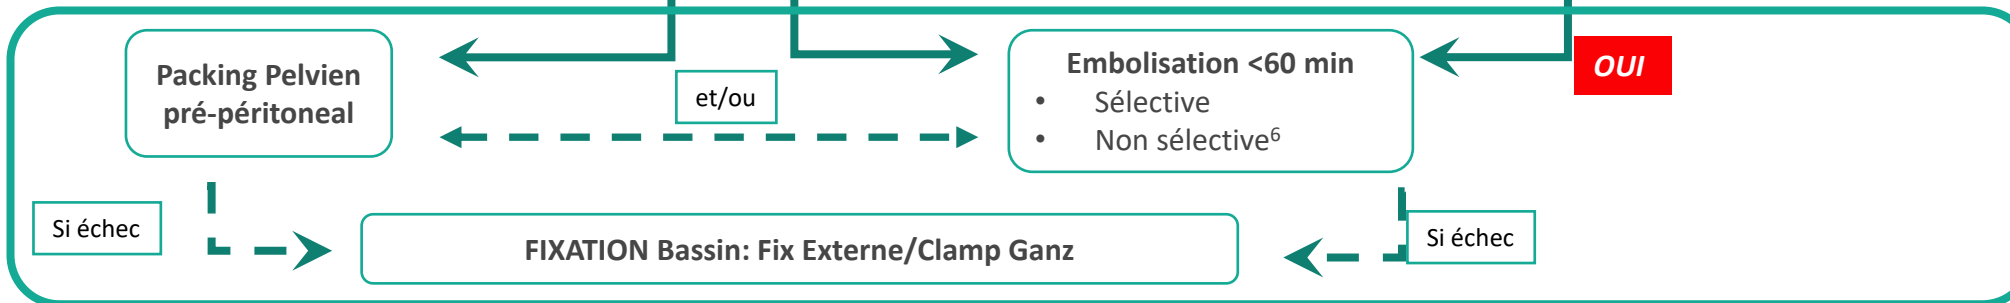 Packing Pelvien
pré-péritoneal
et/ou
Embolisation <60 min
• Sélective
• Non sélective⁶
OUI
Si échec
FIXATION Bassin: Fix Externe/Clamp Ganz
Si échec